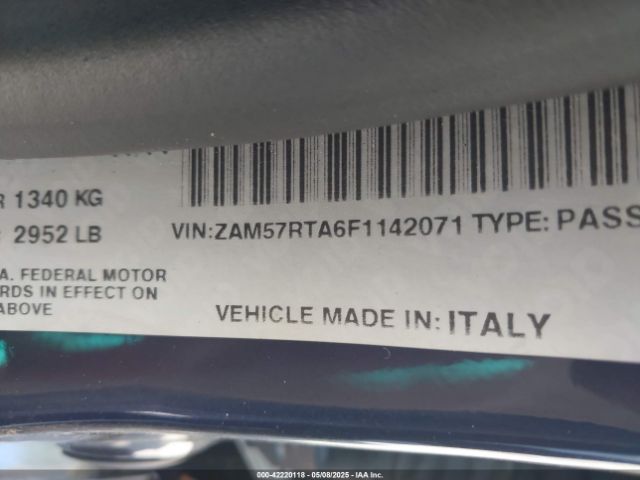 R 1340 KG
2952 LB
VIN:ZAM57RTA6F1142071 TYPE: PASS
A. FEDERAL MOTOR
RDS IN EFFECT ON
ABOVE
VEHICLE MADE IN: ITALY
000-42220118 - 05/08/2025 - IAA Inc.